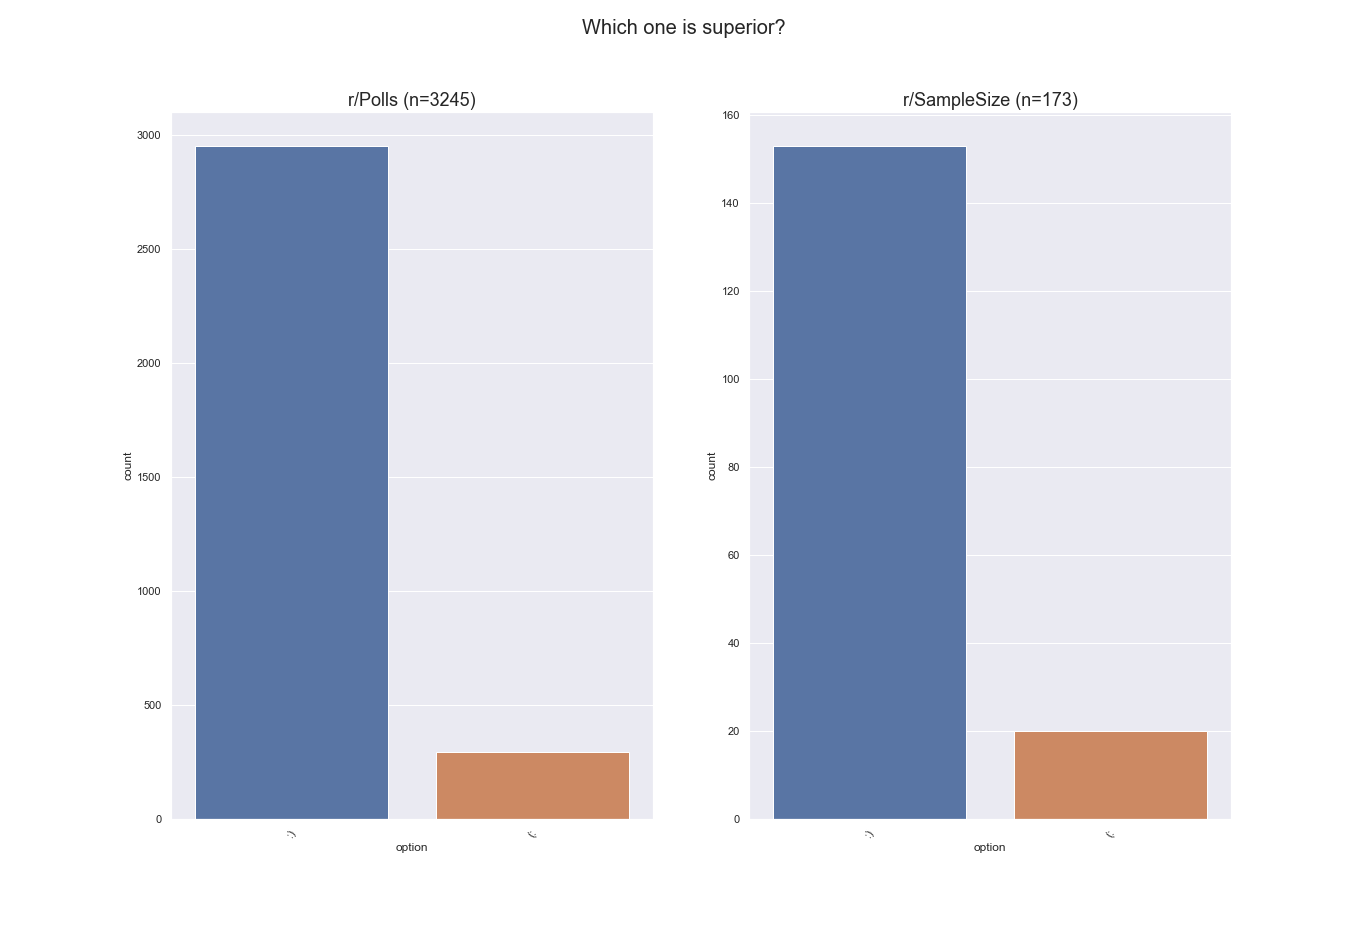 Which one is superior?
r/Polls (n=3245)
3000
2500
2000
1500
1000
500
0
count
:)
(:
option
r/SampleSize (n=173)
160
140
120
100
80
60
40
20
0
count
:)
(:
option